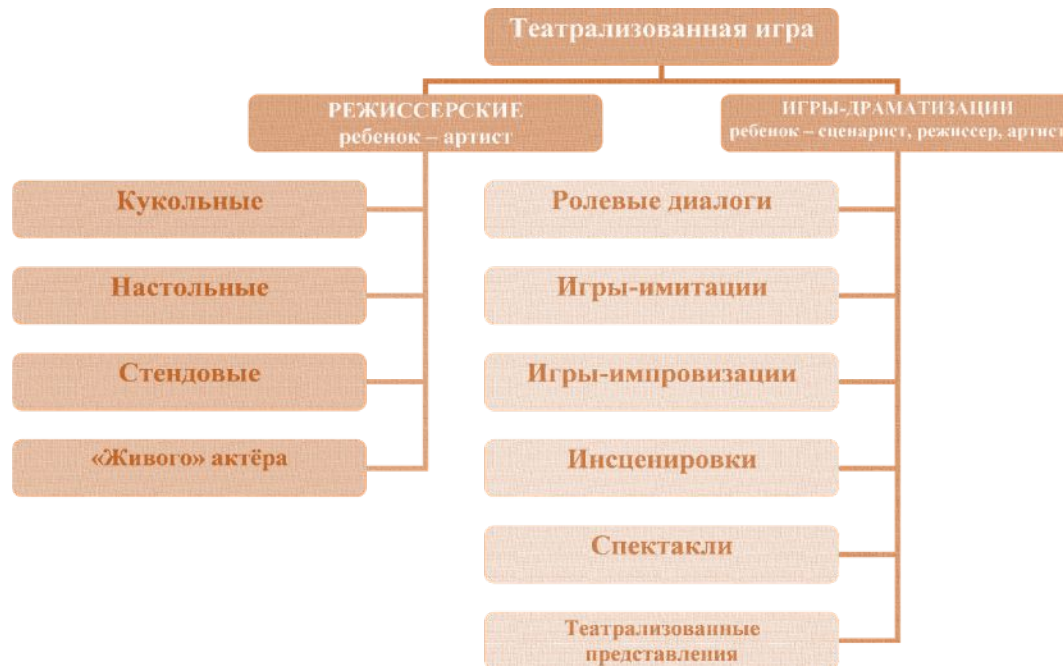 Театрализованная игра
РЕЖИССЕРСКИЕ
ребенок – артист
ИГРЫ-ДРАМАТИЗАЦИИ
ребенок – сценарист, режиссер, артист
Кукольные
Настольные
Стендовые
«Живого» актёра
Ролевые диалоги
Игры-имитации
Игры-импровизации
Инсценировки
Спектакли
Театрализованные
представления